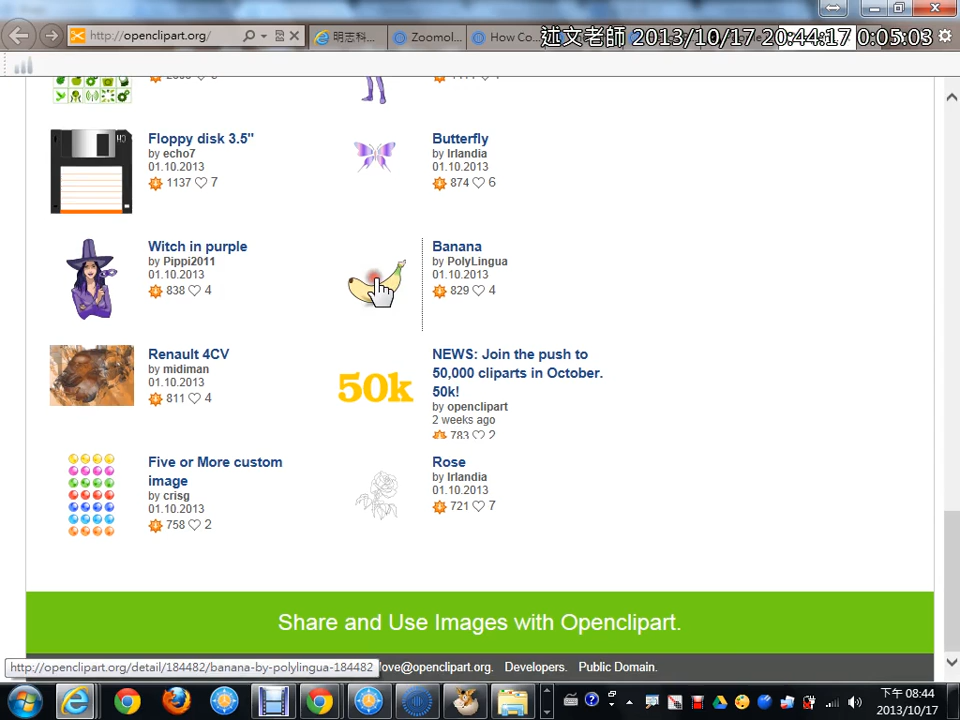 http://openclipart.org/
明志科...
Zoomol...
How Co...
述文老師 2013/10/17 20:44:17 0:05:03
Floppy disk 3.5"
by echo7
01.10.2013
1137 7
Butterfly
by Irlandia
01.10.2013
874 6
Witch in purple
by Pippi2011
01.10.2013
838 4
Banana
by PolyLingua
01.10.2013
829 4
Renault 4CV
by midiman
01.10.2013
811 4
NEWS: Join the push to
50,000 cliparts in October.
50k!
by openclipart
2 weeks ago
783 2
50k
Five or More custom
image
by crisg
01.10.2013
758 2
Rose
by Irlandia
01.10.2013
721 7
Share and Use Images with Openclipart.
http://openclipart.org/detail/184482/banana-by-polylingua-184482
love@openclipart.org. Developers. Public Domain.
下午 08:44
2013/10/17